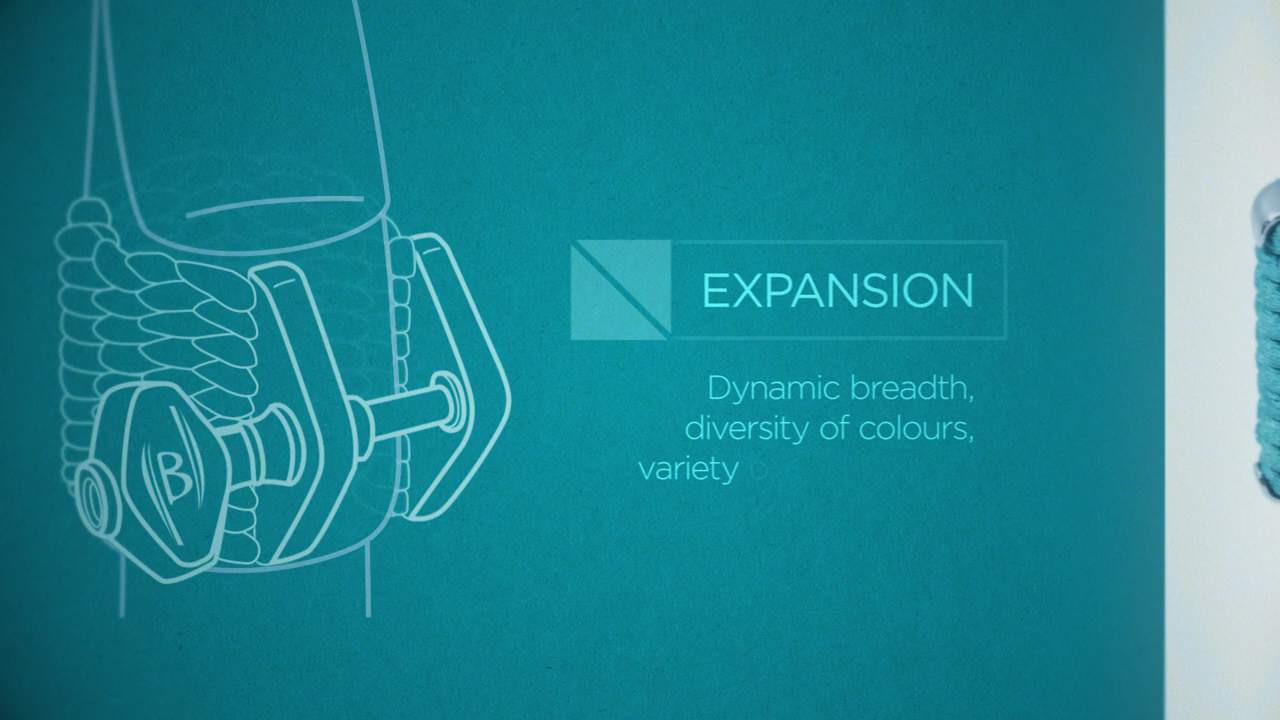 EXPANSION
Dynamic breadth,
diversity of colours,
variety
B